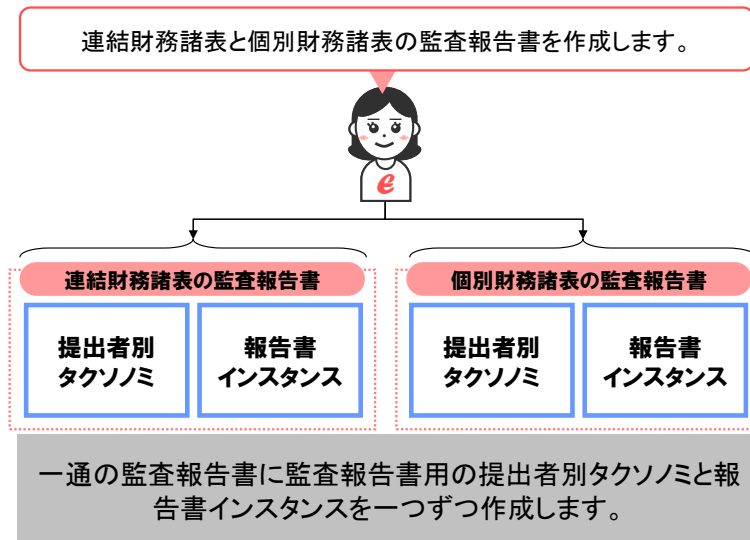 連結財務諸表と個別財務諸表の監査報告書を作成します。
e
連結財務諸表の監査報告書
提出者別
タクソノミ
報告書
インスタンス
個別財務諸表の監査報告書
提出者別
タクソノミ
報告書
インスタンス
一通の監査報告書に監査報告書用の提出者別タクソノミと報
告書インスタンスを一つずつ作成します。